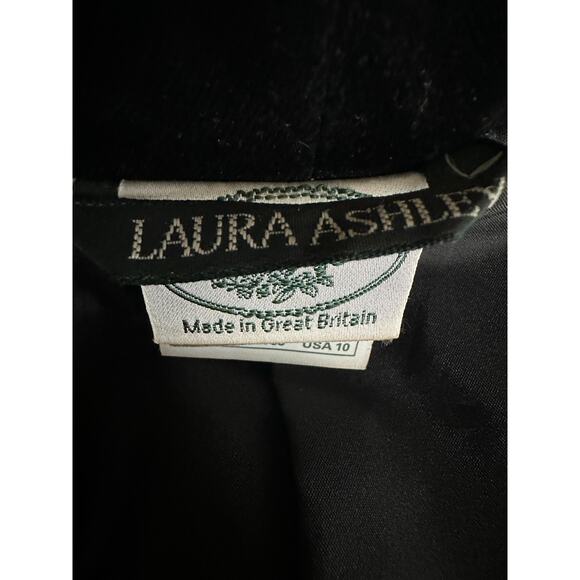 LAURA ASHLEY
Made in Great Britain
USA 10